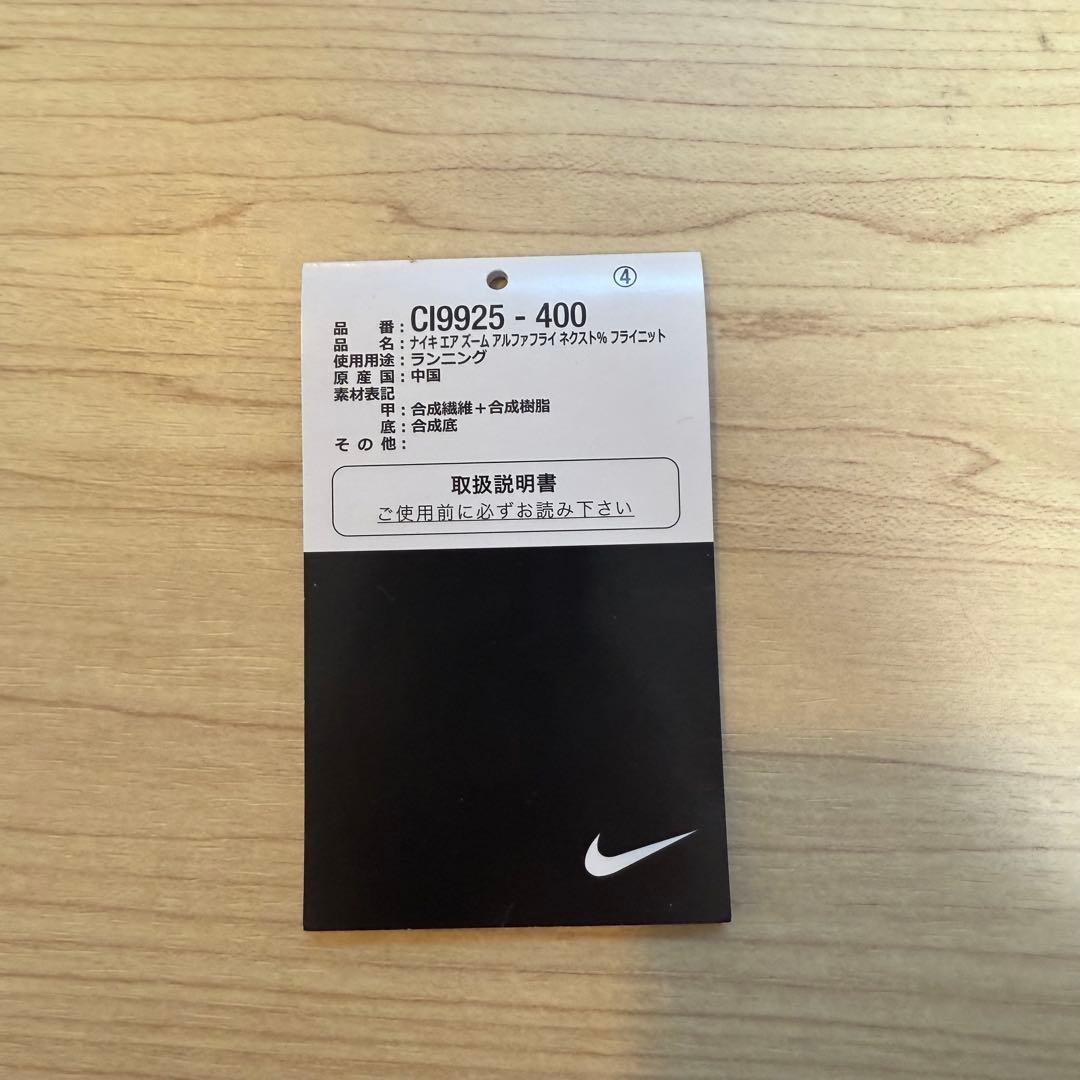 ④
品番：CI9925 - 400
品名：ナイキ エア ズーム アルファフライ ネクスト% フライニット
使用用途：ランニング
原産国：中国
素材表記
甲：合成繊維＋合成樹脂
底：合成底
その他：
取扱説明書
ご使用前に必ずお読み下さい